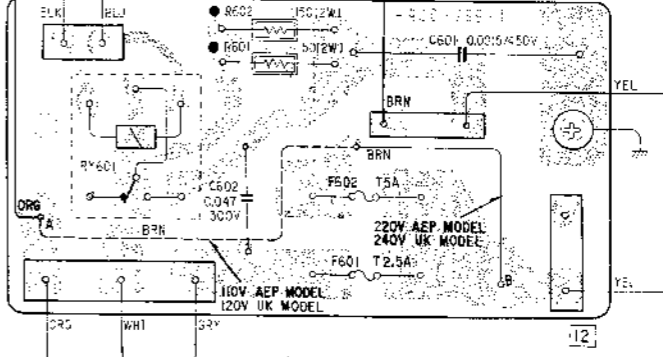 BLK
BLU
R602
150(2W)
R601
C601 0.0015/450V
YEL
BRN
BRN
RY601
C602
0.047
300V
F602 T5A
ORG
A
BRN
220V AEP MODEL
240V UK MODEL
F601 T2.5A
B
110V AEP MODEL
120V UK MODEL
YEL
ORG
WHT
GRY
12